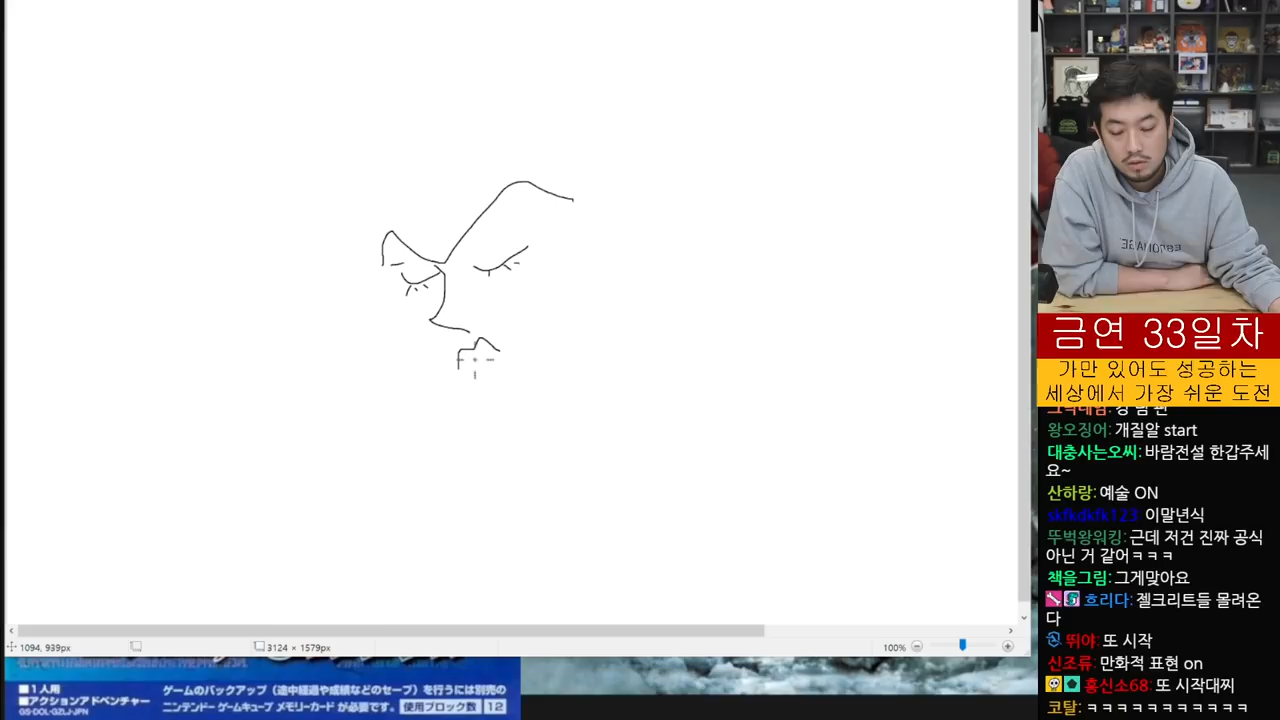 ESPIONAGE
금연 33일차
가만 있어도 성공하는
세상에서 가장 쉬운 도전
왕오징어: 개질알 start
대충사는오씨: 바람전설 한갑주세
요~
산하랑: 예술 ON
skfkdkfk123 이말년식
뚜벅왕워킹: 근데 저건 진짜 공식
아닌 거 같어ㅋㅋㅋ
책을그림: 그게맞아요
흐리다: 젤크리트들 몰려온
다
뛰야: 또 시작
신조류: 만화적 표현 on
홍신소68: 또 시작대찌
코탈: ㅋㅋㅋㅋㅋㅋㅋㅋㅋㅋㅋ
1094, 939px
3124 × 1579px
100%
■1人用
■アクションアドベンチャー
GS-DOL-GZLJ-JPN
ゲームのバックアップ（途中経過や成績などのセーブ）を行うには別売の
ニンテンドーゲームキューブ メモリーカードが必要です。使用ブロック数 12